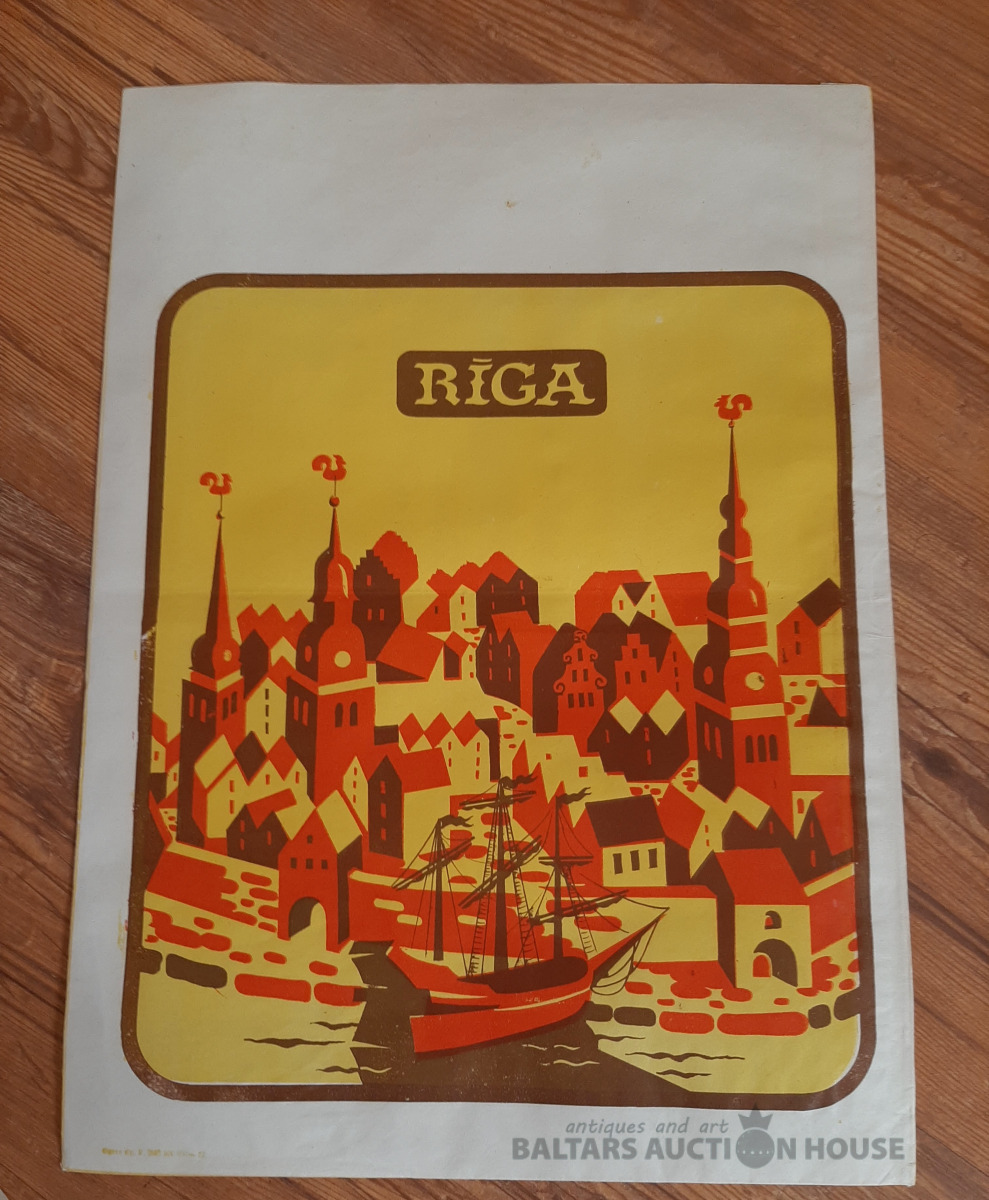 RĪGA
antiques and art
BALTARS AUCTION HOUSE